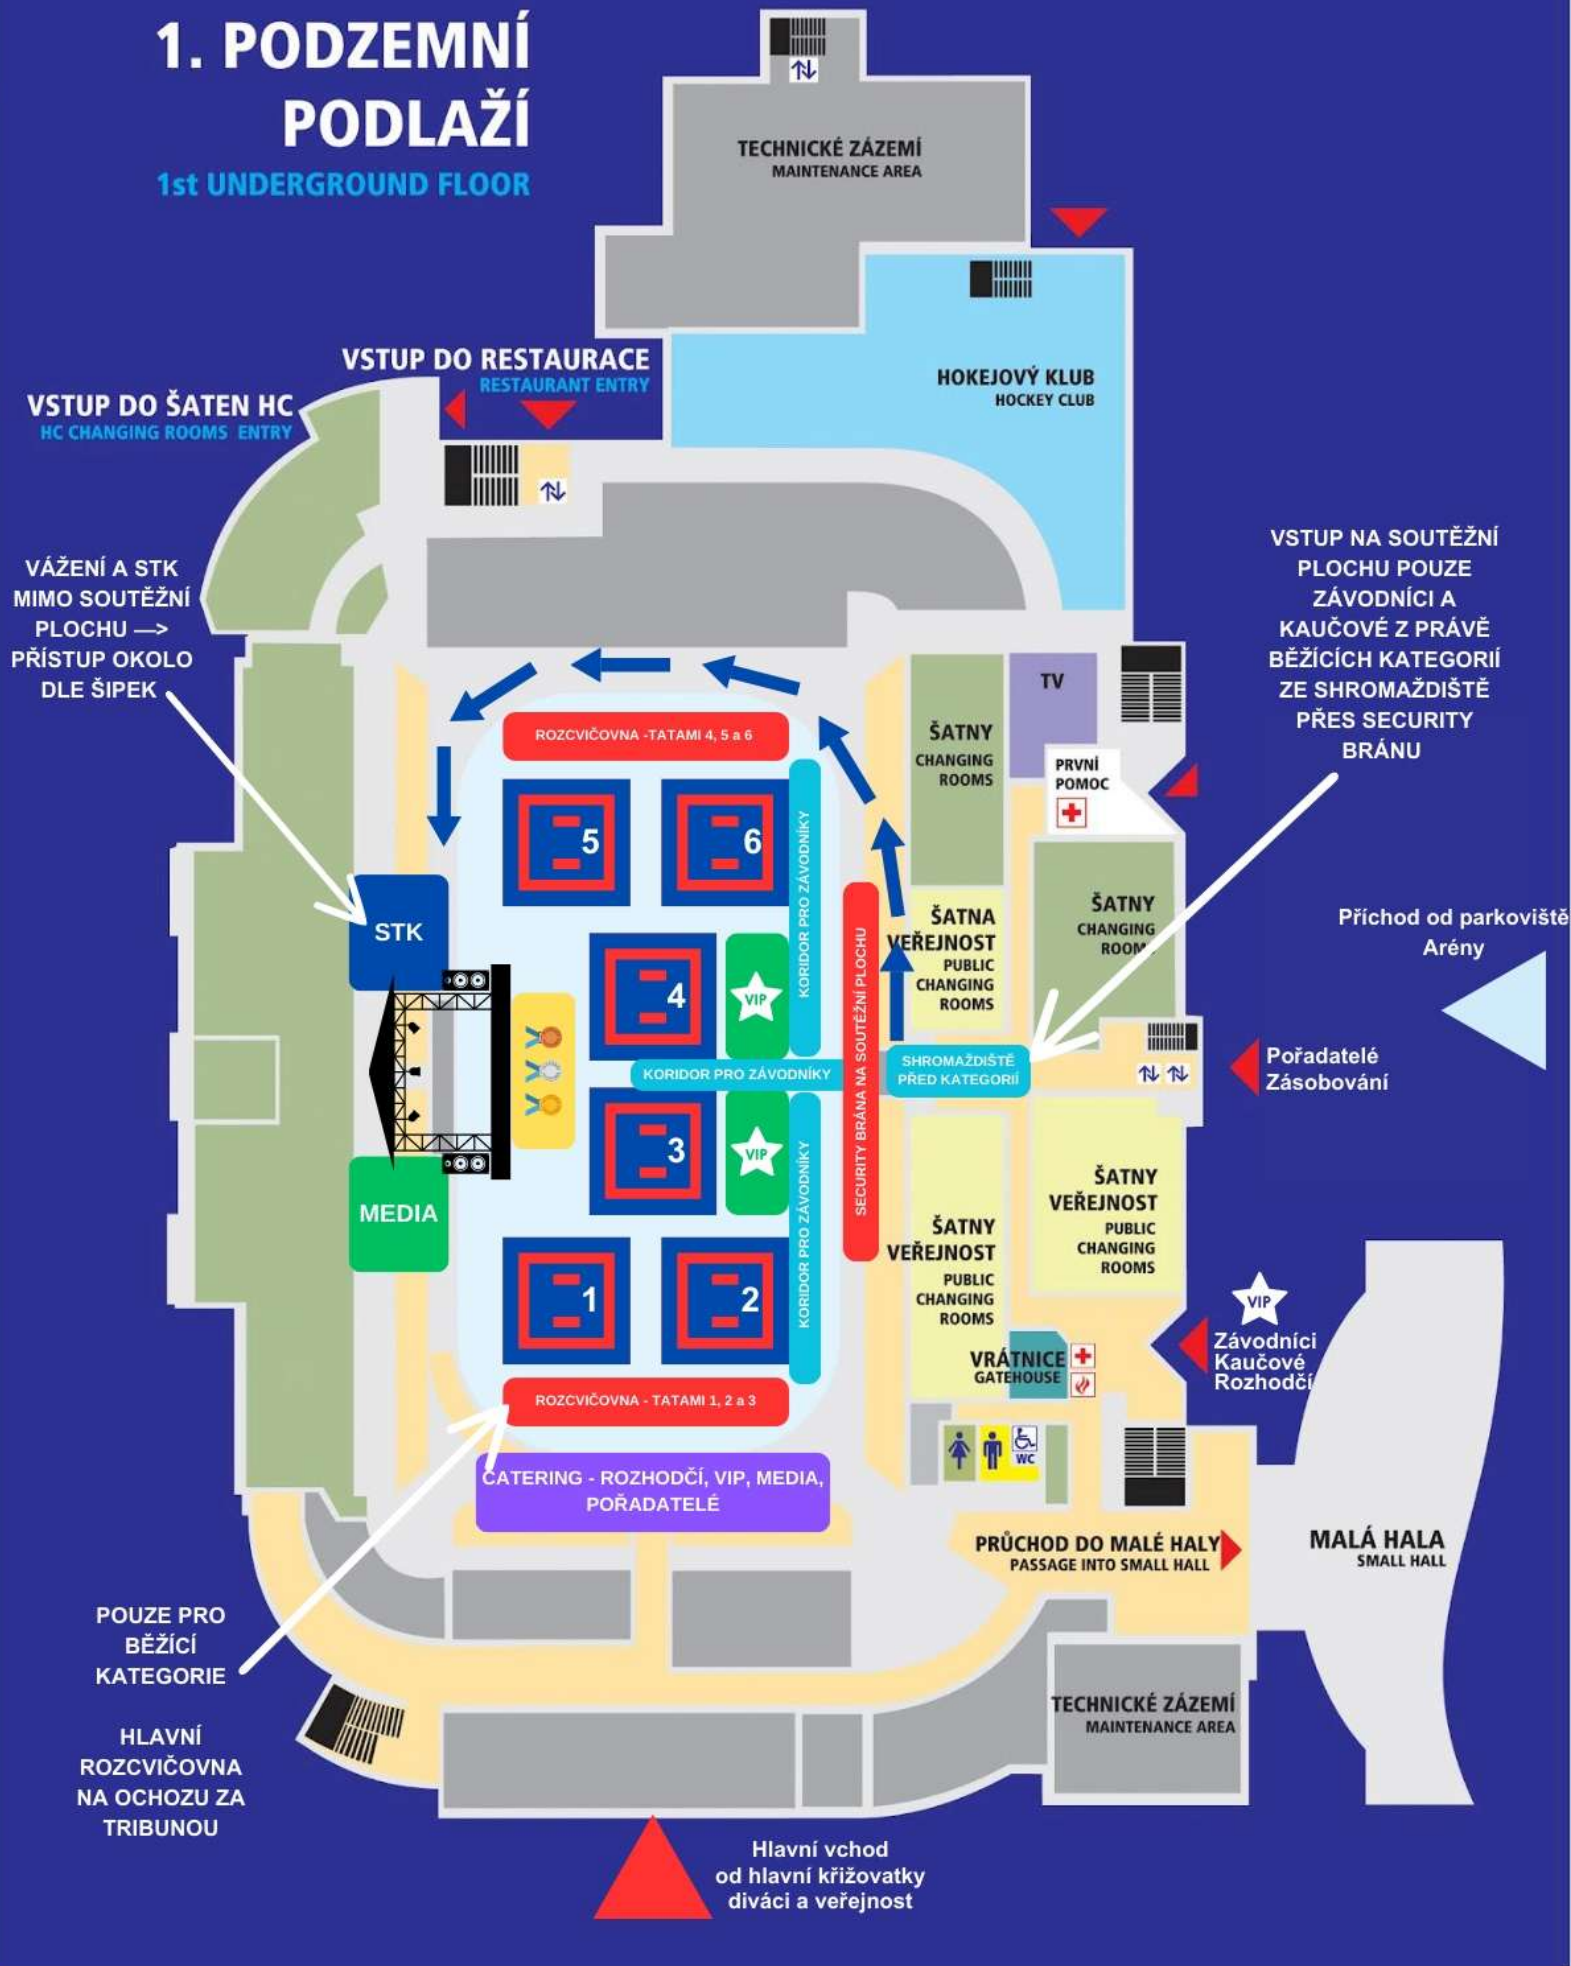 1. PODZEMNÍ
PODLAŽÍ
1st UNDERGROUND FLOOR
TECHNICKÉ ZÁZEMÍ
MAINTENANCE AREA
HOKEJOVÝ KLUB
HOCKEY CLUB
VSTUP DO RESTAURACE
RESTAURANT ENTRY
VSTUP DO ŠATEN HC
HC CHANGING ROOMS ENTRY
VÁŽENÍ A STK
MIMO SOUTĚŽNÍ
PLOCHU —>
PŘÍSTUP OKOLO
DLE ŠIPEK
VSTUP NA SOUTĚŽNÍ
PLOCHU POUZE
ZÁVODNÍCI A
KAUČOVÉ Z PRÁVĚ
BĚŽÍCÍCH KATEGORIÍ
ZE SHROMAŽDIŠTĚ
PŘES SECURITY
BRÁNU
TV
PRVNÍ
POMOC
ŠATNY
CHANGING
ROOMS
ROZCVIČOVNA -TATAMI 4, 5 a 6
5
6
KORIDOR PRO ZÁVODNÍKY
ŠATNA
VEŘEJNOST
PUBLIC
CHANGING
ROOMS
ŠATNY
CHANGING
ROOM
Příchod od parkoviště
Arény
STK
4
VIP
KORIDOR PRO ZÁVODNÍKY
SECURITY BRÁNA NA SOUTĚŽNÍ PLOCHU
SHROMAŽDIŠTĚ
PŘED KATEGORIÍ
Pořadatelé
Zásobování
3
VIP
KORIDOR PRO ZÁVODNÍKY
MEDIA
ŠATNY
VEŘEJNOST
PUBLIC
CHANGING
ROOMS
ŠATNY
VEŘEJNOST
PUBLIC
CHANGING
ROOMS
1
2
VIP
Závodníci
Kaučové
Rozhodčí
VRÁTNICE
GATEHOUSE
ROZCVIČOVNA - TATAMI 1, 2 a 3
WC
CATERING - ROZHODČÍ, VIP, MEDIA,
POŘADATELÉ
PRŮCHOD DO MALÉ HALY
PASSAGE INTO SMALL HALL
MALÁ HALA
SMALL HALL
POUZE PRO
BĚŽÍCÍ
KATEGORIE
HLAVNÍ
ROZCVIČOVNA
NA OCHOZU ZA
TRIBUNOU
TECHNICKÉ ZÁZEMÍ
MAINTENANCE AREA
Hlavní vchod
od hlavní křižovatky
diváci a veřejnost